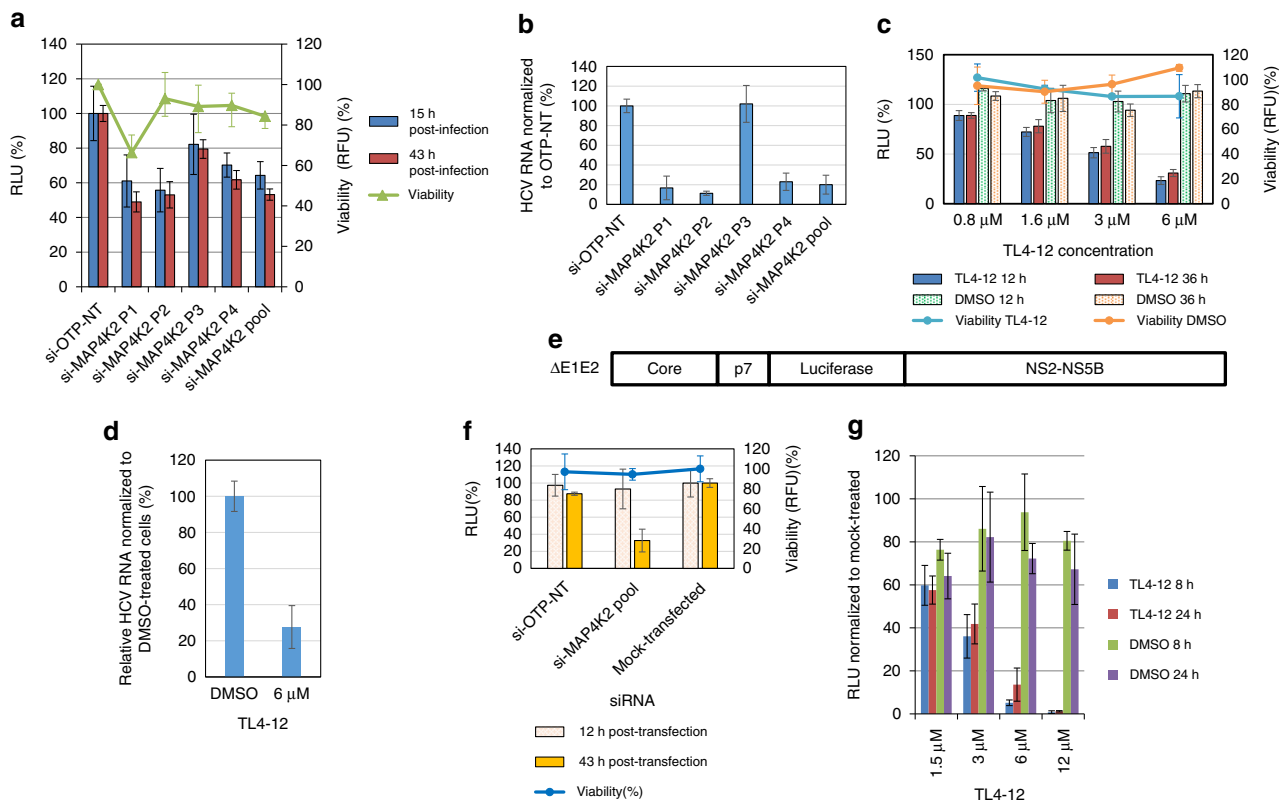 a
140
120
100
80
60
40
20
0
RLU (%)
120
100
80
60
40
20
0
Viability (RFU) (%)
si-OTP-NT
si-MAP4K2 P1
si-MAP4K2 P2
si-MAP4K2 P3
si-MAP4K2 P4
si-MAP4K2 pool
15 h
post-infection
43 h
post-infection
Viability
b
HCV RNA normalized
to OTP-NT (%)
140
120
100
80
60
40
20
0
si-OTP-NT
si-MAP4K2 P1
si-MAP4K2 P2
si-MAP4K2 P3
si-MAP4K2 P4
si-MAP4K2 pool
c
RLU (%)
150
100
50
0
120
100
80
60
40
20
0
Viability (RFU)(%)
0.8 μM
1.6 μM
3 μM
6 μM
TL4-12 concentration
TL4-12 12 h
TL4-12 36 h
DMSO 12 h
DMSO 36 h
Viability TL4-12
Viability DMSO
e
ΔE1E2
Core
p7
Luciferase
NS2-NS5B
d
Relative HCV RNA normalized to
DMSO-treated cells (%)
120
100
80
60
40
20
0
DMSO
6 μM
TL4-12
f
RLU(%)
140
120
100
80
60
40
20
0
120
100
80
60
40
20
0
Viability (RFU)(%)
si-OTP-NT
si-MAP4K2 pool
Mock-transfected
siRNA
12 h post-transfection
43 h post-transfection
Viability(%)
g
RLU normalized to mock-treated
120
100
80
60
40
20
0
1.5 μM
3 μM
6 μM
12 μM
TL4-12
TL4-12 8 h
TL4-12 24 h
DMSO 8 h
DMSO 24 h